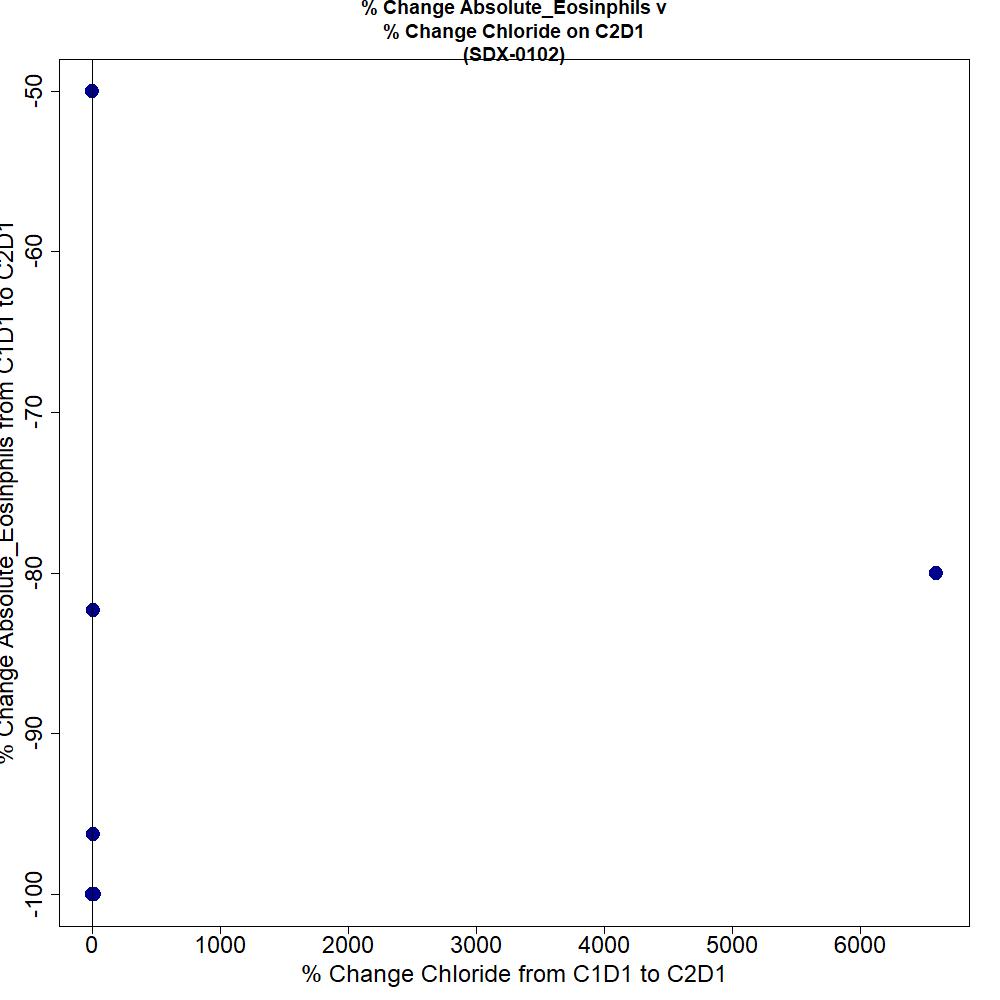 % Change Absolute_Eosinphils v
% Change Chloride on C2D1
(SDX-0102)
% Change Absolute_Eosinphils from C1D1 to C2D1
-50
-60
-70
-80
-90
-100
0 1000 2000 3000 4000 5000 6000
% Change Chloride from C1D1 to C2D1